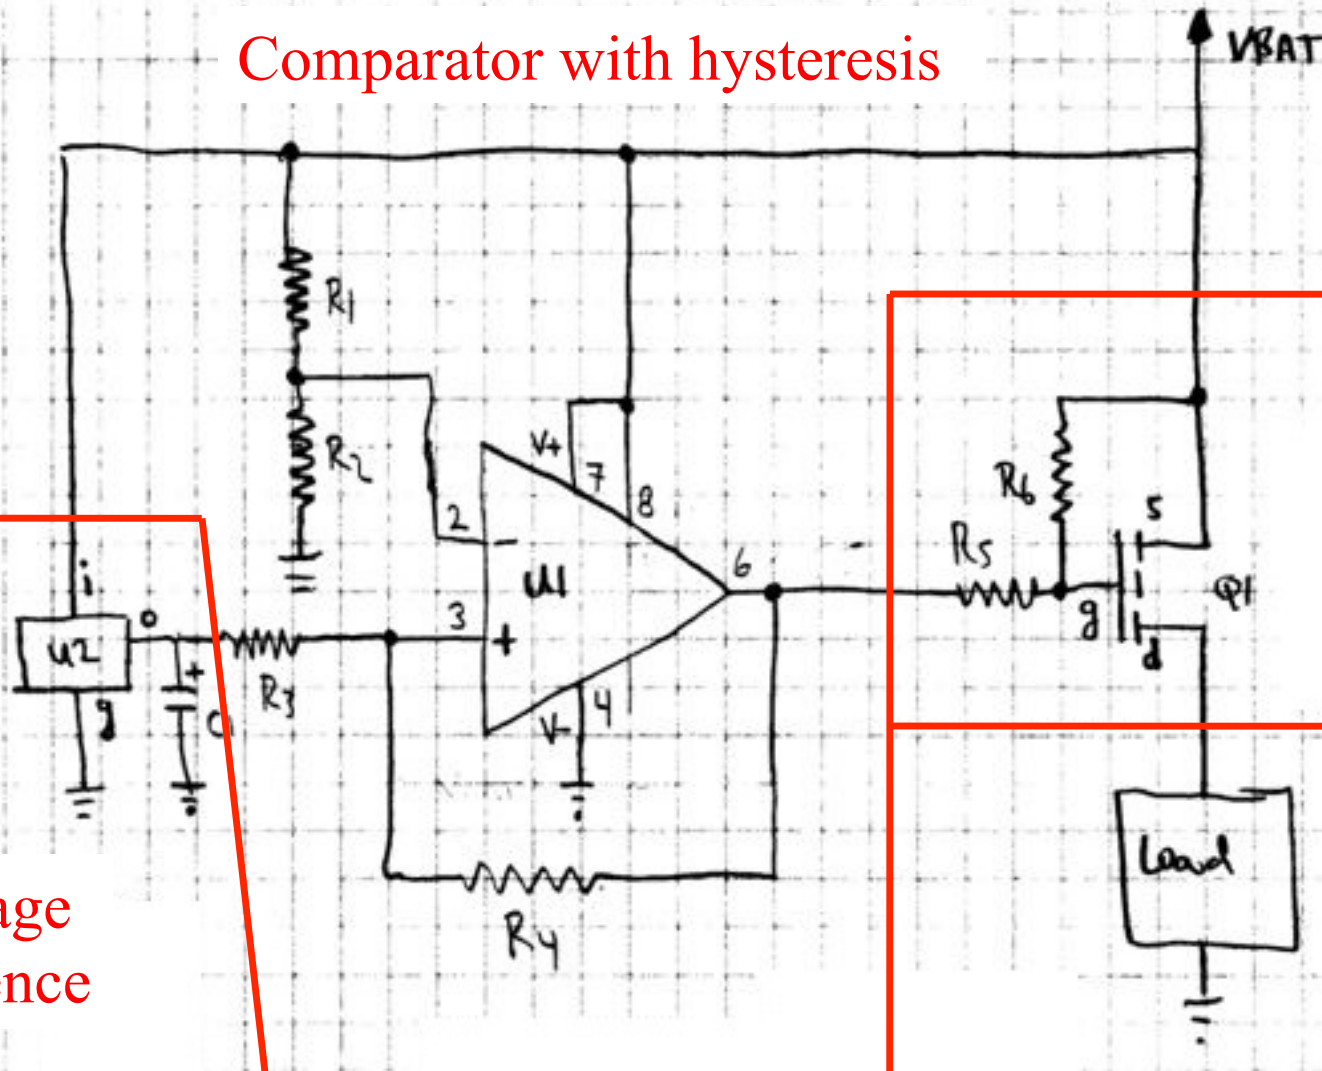 Comparator with hysteresis
VBAT
R1
R2
V+
7
8
2
-
U1
6
3
+
V-
4
R6
s
R5
g
Q1
d
i
o
U2
g
+
C1
R3
R4
Load
age
ence